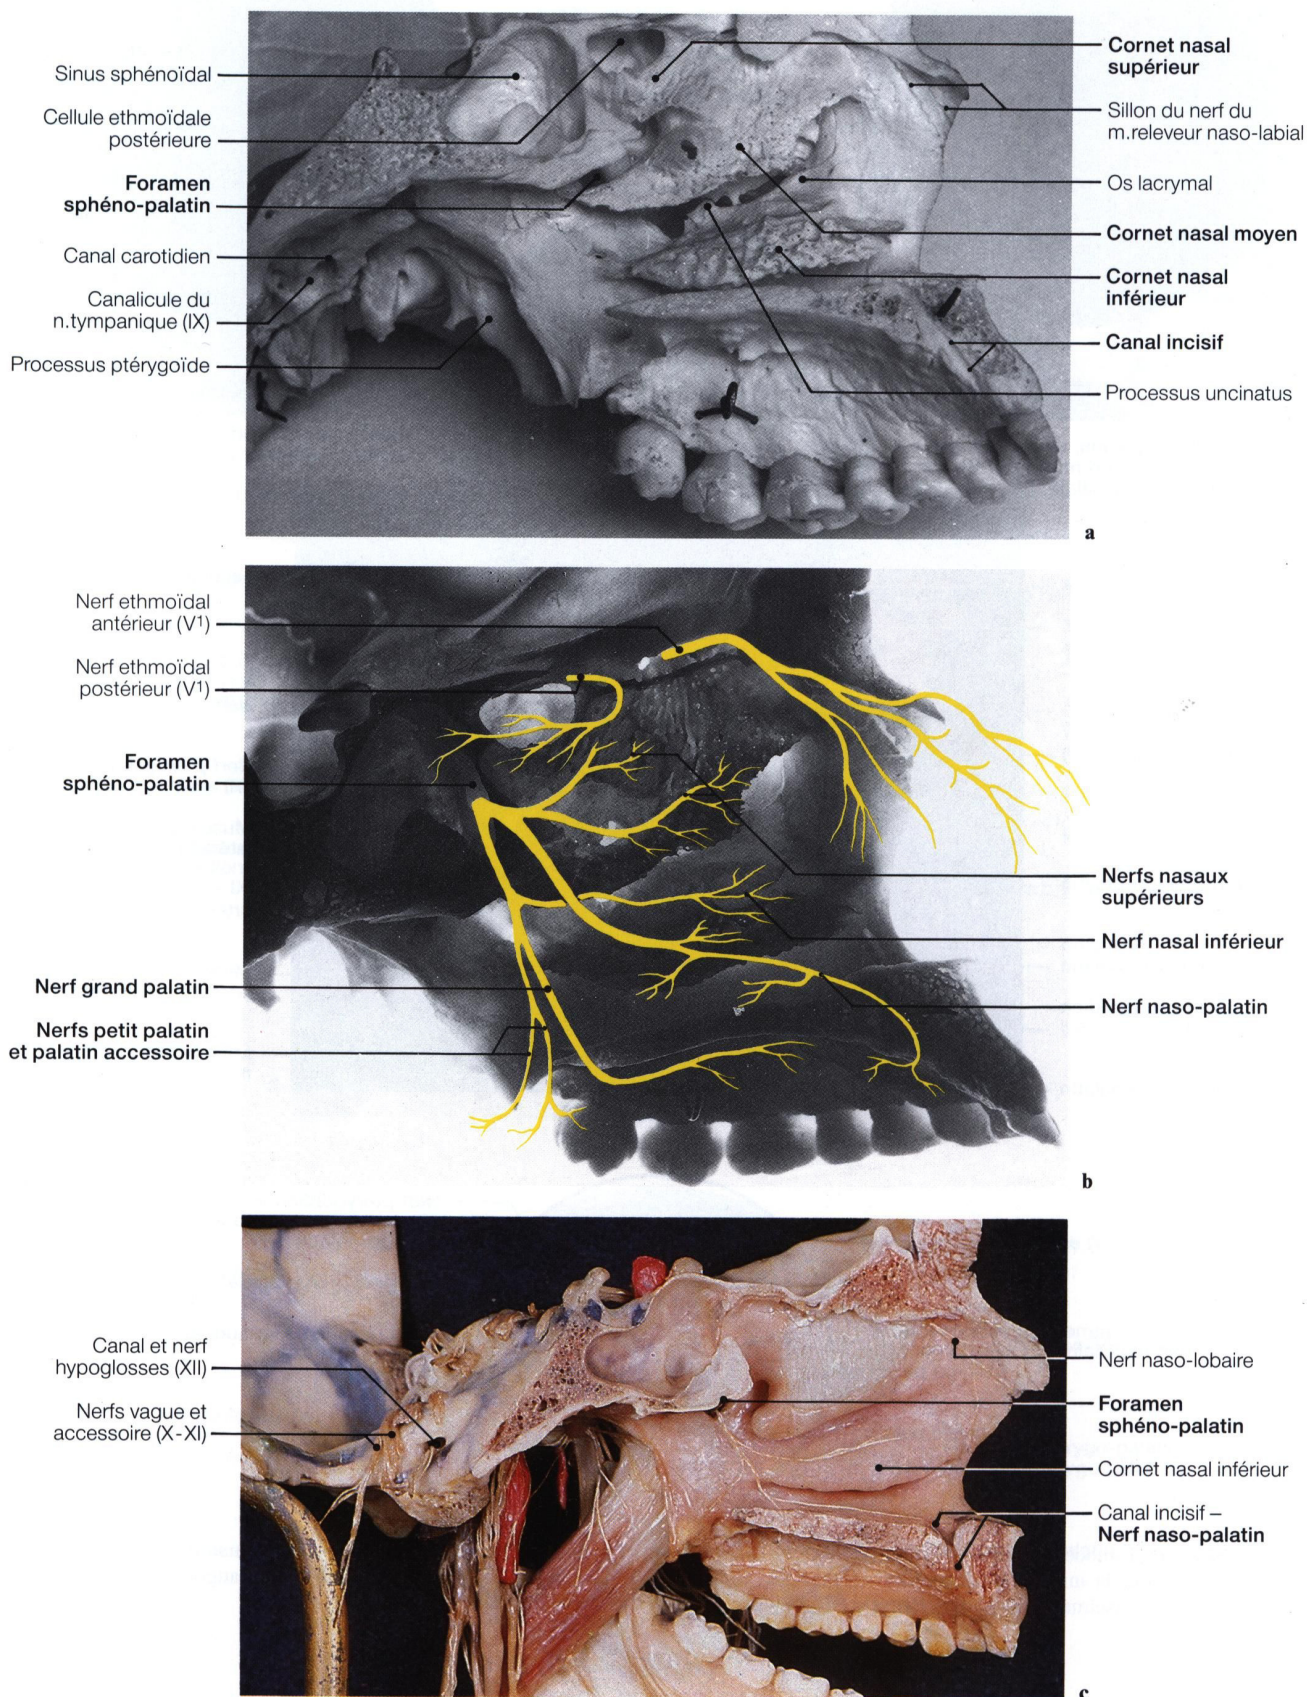 Sinus sphénoïdal
Cellule ethmoïdale
postérieure
Foramen
sphéno-palatin
Canal carotidien
Canalicule du
n.tympanique (IX)
Processus ptérygoïde
Cornet nasal
supérieur
Sillon du nerf du
m.releveur naso-labial
Os lacrymal
Cornet nasal moyen
Cornet nasal
inférieur
Canal incisif
Processus uncinatus
a
Nerf ethmoïdal
antérieur (V1)
Nerf ethmoïdal
postérieur (V1)
Foramen
sphéno-palatin
Nerf grand palatin
Nerfs petit palatin
et palatin accessoire
Nerfs nasaux
supérieurs
Nerf nasal inférieur
Nerf naso-palatin
b
Canal et nerf
hypoglosses (XII)
Nerfs vague et
accessoire (X-XI)
Nerf naso-lobaire
Foramen
sphéno-palatin
Cornet nasal inférieur
Canal incisif –
Nerf naso-palatin
c